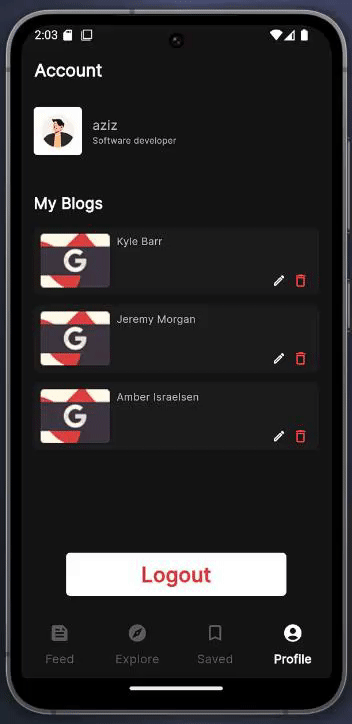 2:03
Account
aziz
Software developer
My Blogs
G
Kyle Barr
G
Jeremy Morgan
G
Amber Israelsen
Logout
Feed Explore Saved Profile